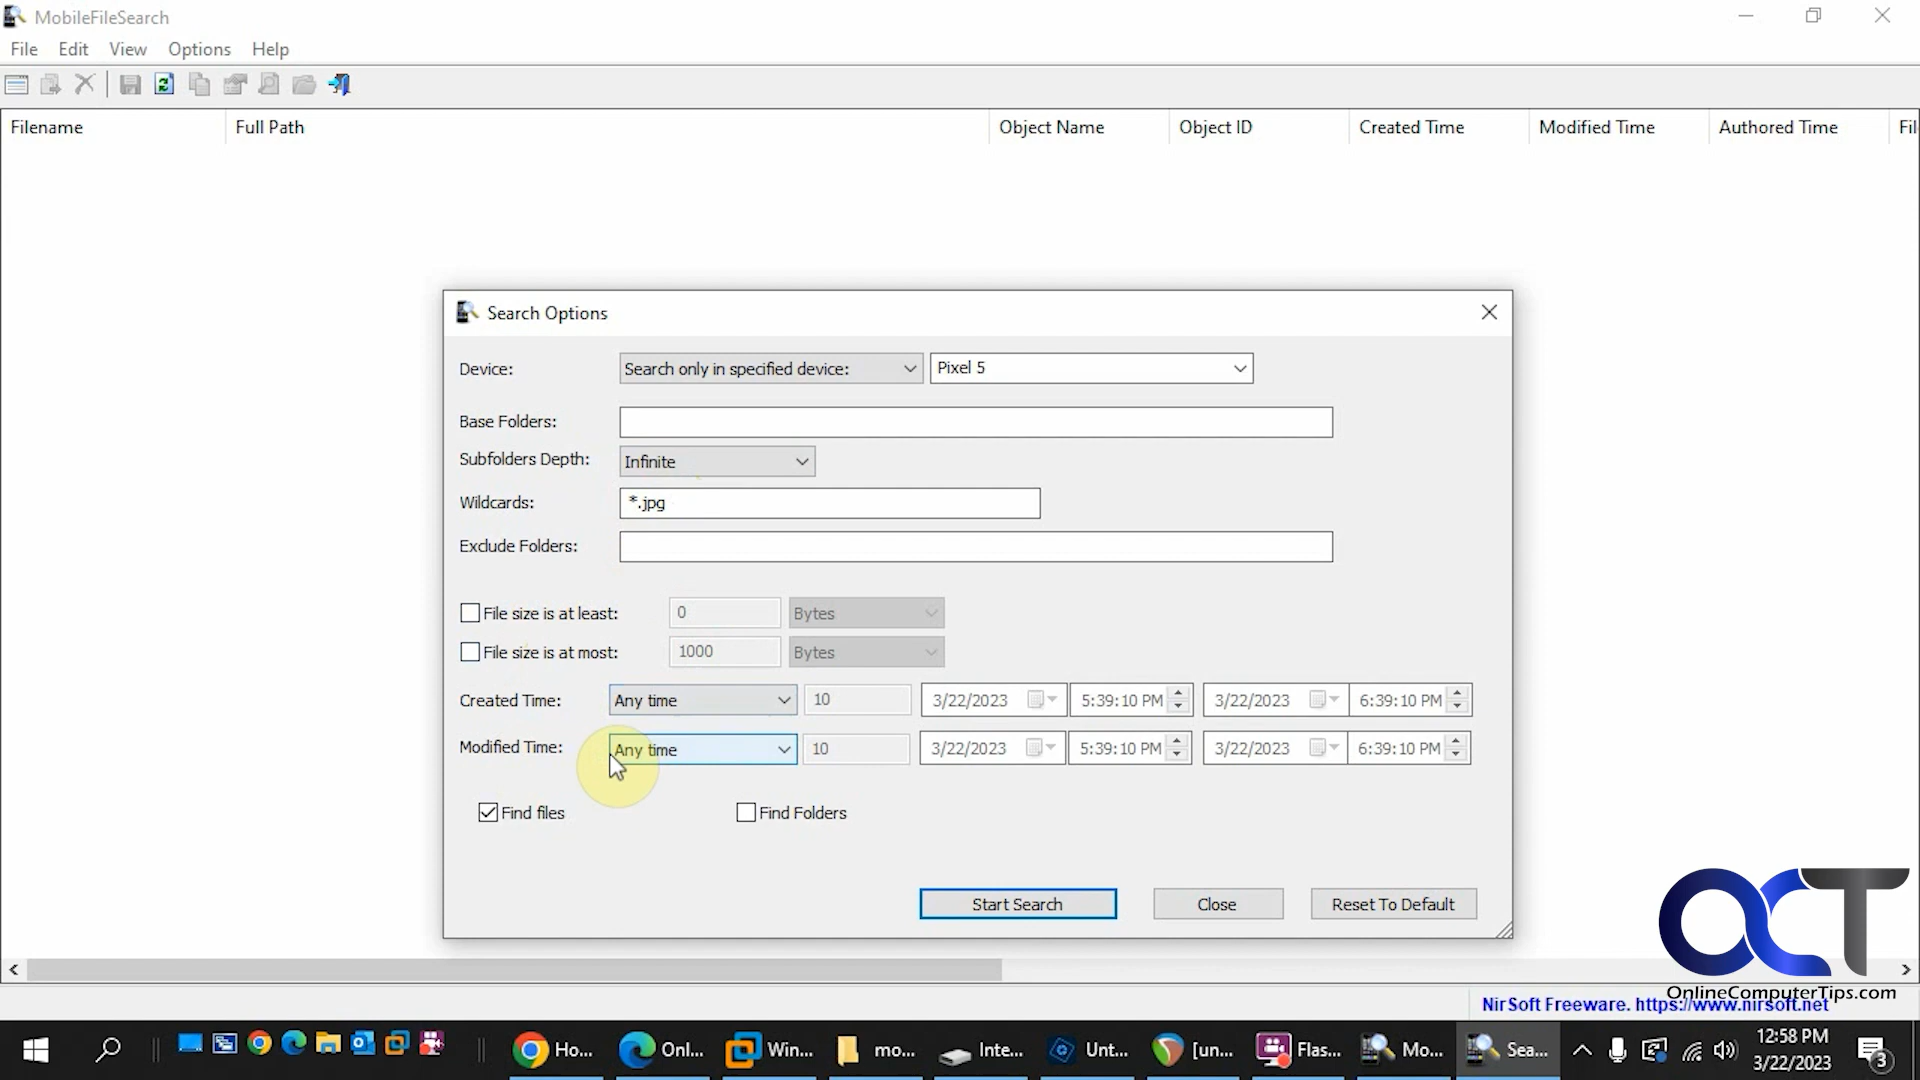 MobileFileSearch
File Edit View Options Help
Filename Full Path Object Name Object ID Created Time Modified Time Authored Time Fil
Search Options
Device: Search only in specified device: Pixel 5
Base Folders:
Subfolders Depth: Infinite
Wildcards: *.jpg
Exclude Folders:
File size is at least: 0 Bytes
File size is at most: 1000 Bytes
Created Time: Any time 10 3/22/2023 5:39:10 PM 3/22/2023 6:39:10 PM
Modified Time: Any time 10 3/22/2023 5:39:10 PM 3/22/2023 6:39:10 PM
Find files Find Folders
Start Search Close Reset To Default
OCT
OnlineComputerTips.com
NirSoft Freeware. https://www.nirsoft.net
Ho... Onl... Win... mo... Inte... Unt... [un... Flas... Mo... Sea... 12:58 PM
3/22/2023 3